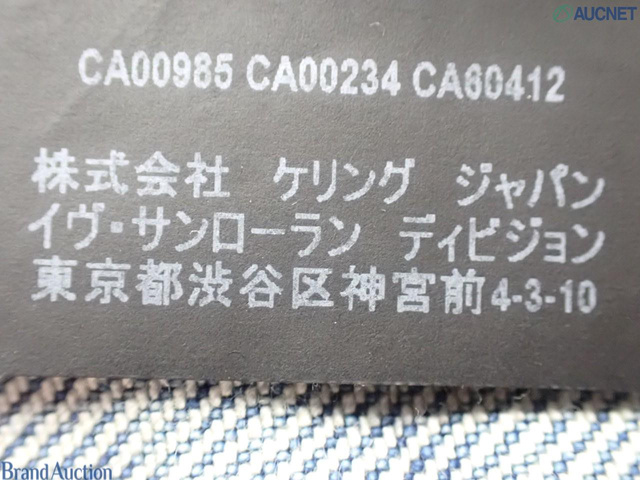 AUCNET
CA00985 CA00234 CA60412
株式会社 ケリング ジャパン
イヴ・サンローラン ディビジョン
東京都渋谷区神宮前4-3-10
Brand Auction